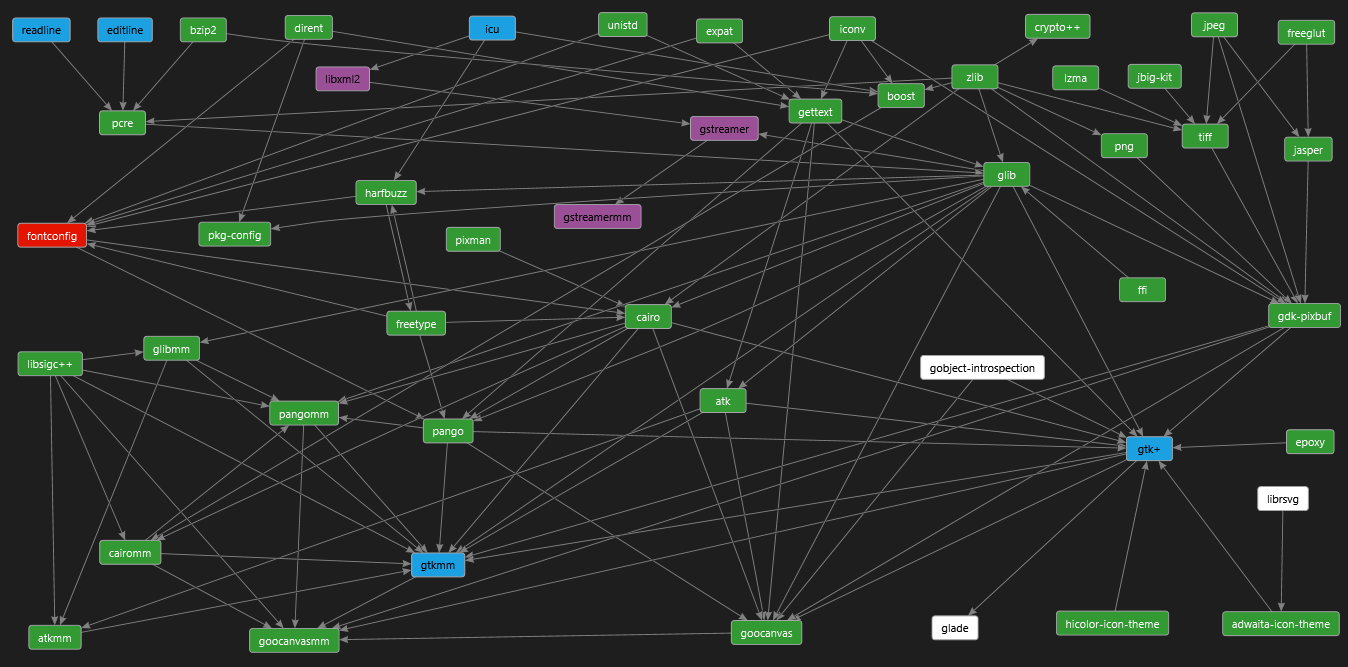 readline
editline
bzip2
dirent
icu
unistd
expat
iconv
crypto++
jpeg
freeglut
libxml2
zlib
lzma
jbig-kit
boost
pcre
gettext
gstreamer
tiff
png
jasper
glib
harfbuzz
gstreamermm
fontconfig
pkg-config
pixman
ffi
cairo
gdk-pixbuf
freetype
glibmm
libsigc++
gobject-introspection
atk
pangomm
pango
epoxy
gtk+
librsvg
cairomm
gtkmm
hicolor-icon-theme
adwaita-icon-theme
glade
goocanvas
atkmm
goocanvasmm